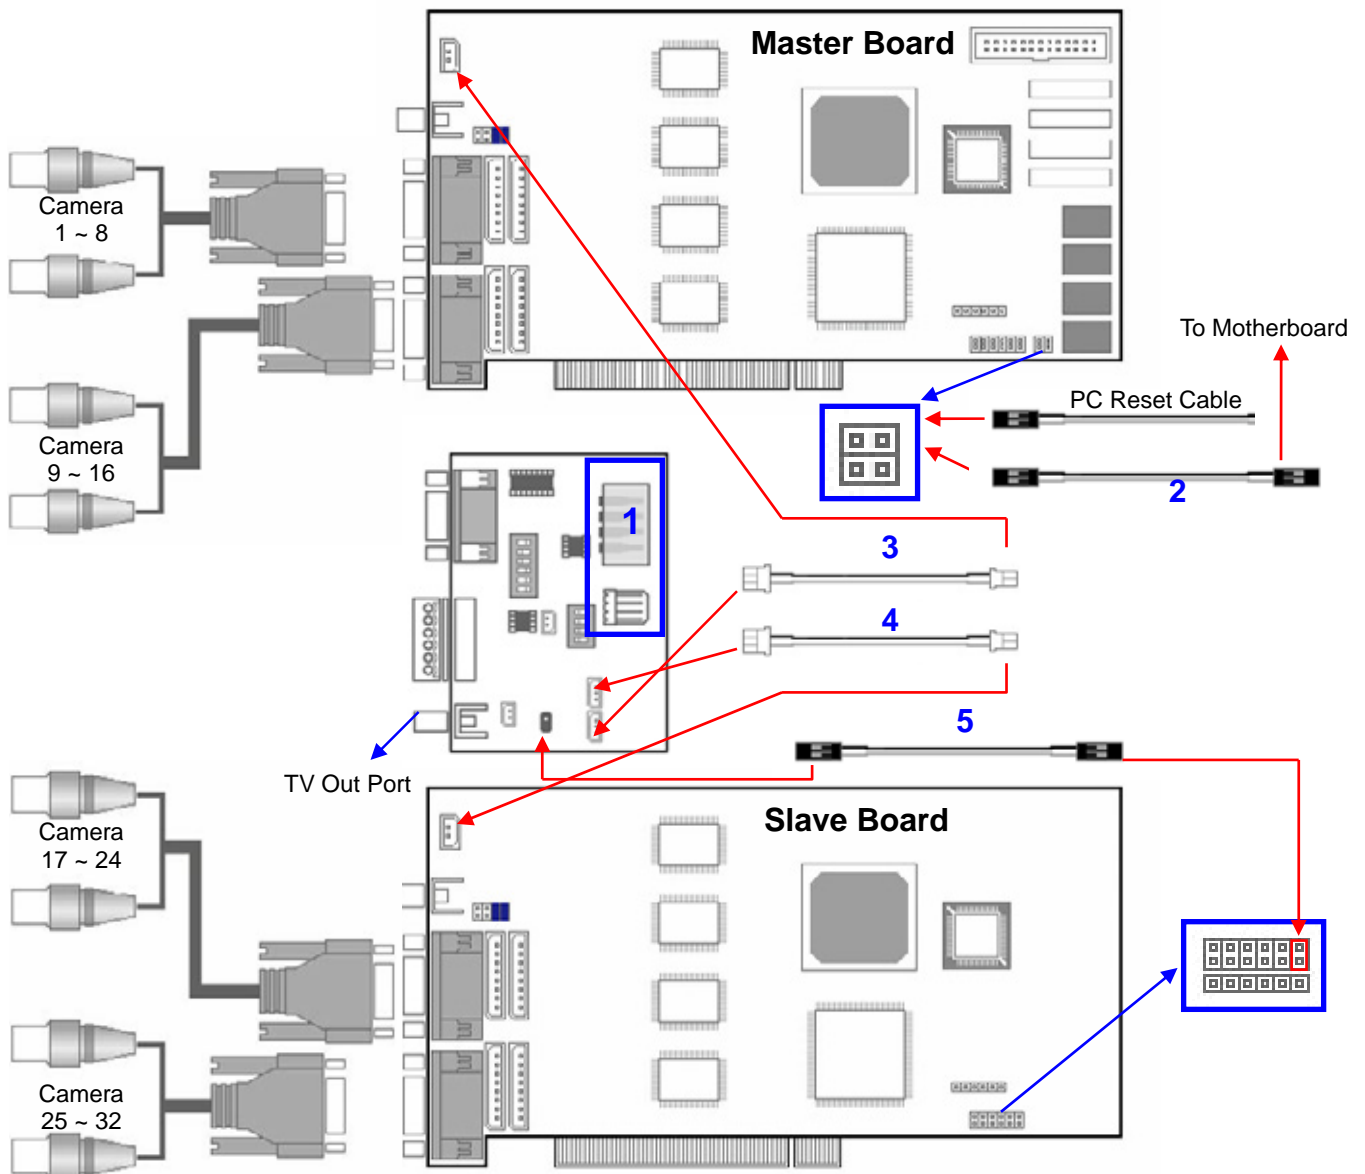 Master Board
Camera
1 ~ 8
To Motherboard
PC Reset Cable
Camera
9 ~ 16
2
1
3
4
5
TV Out Port
Slave Board
Camera
17 ~ 24
Camera
25 ~ 32